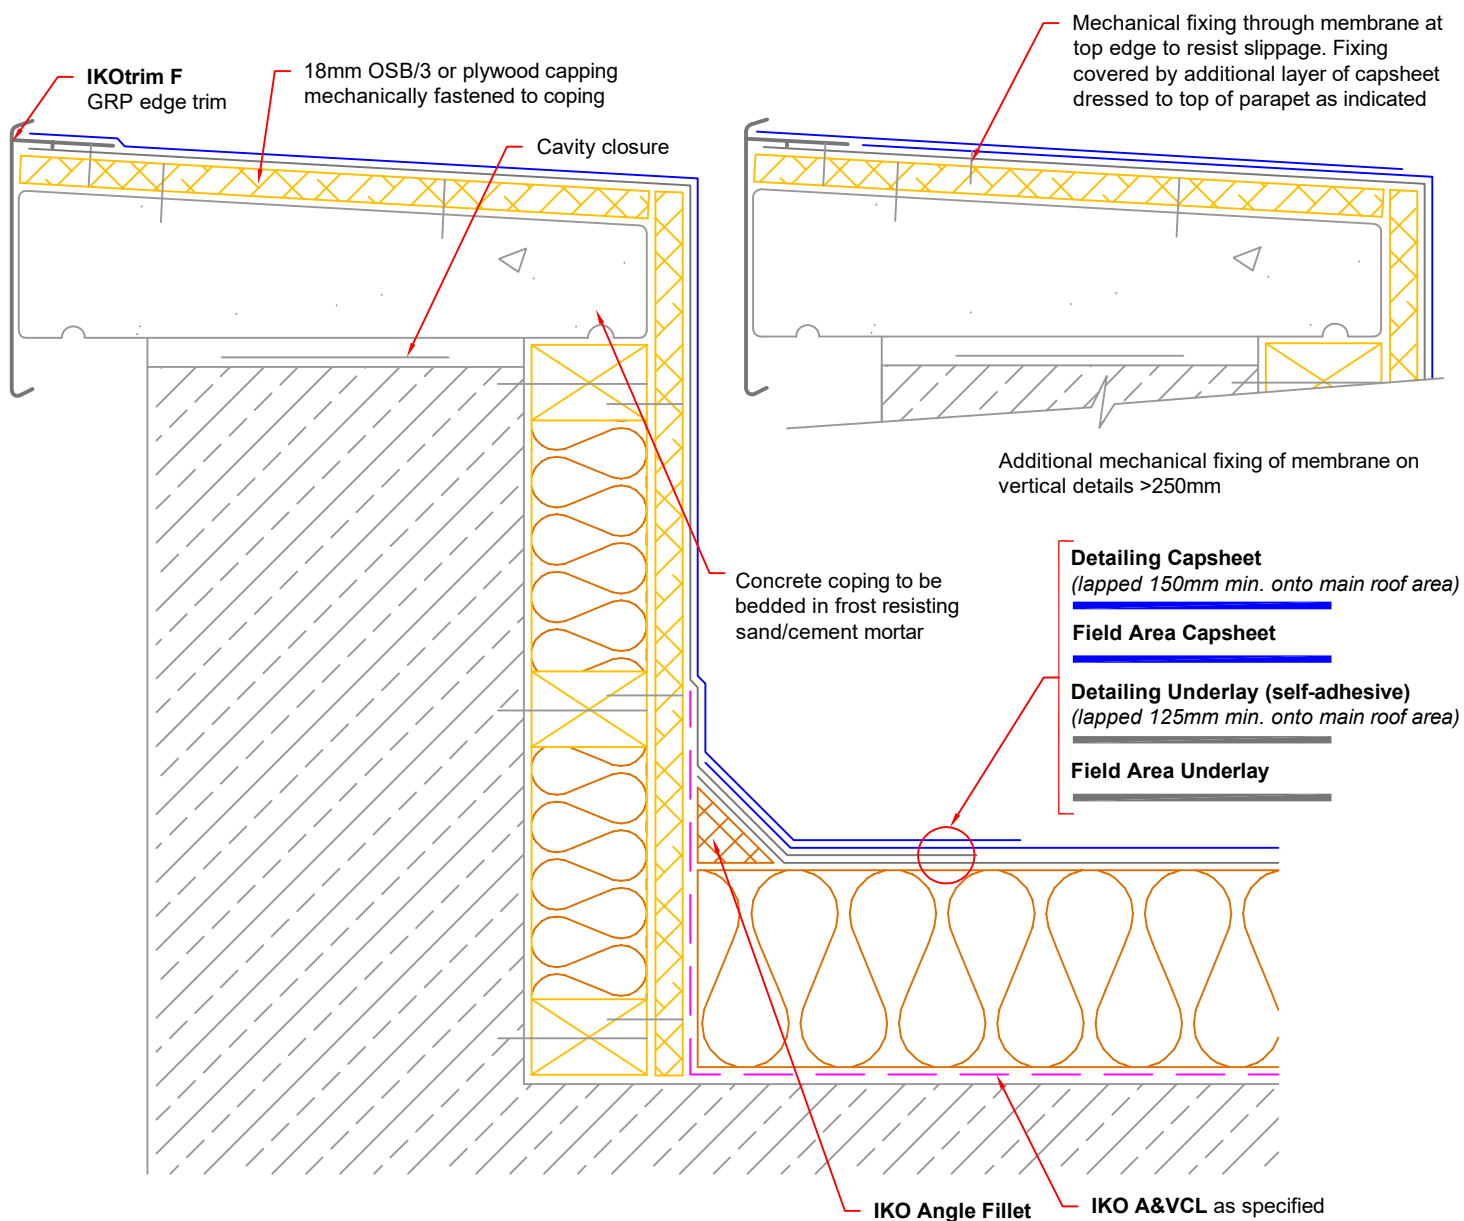 IKOtrim F
GRP edge trim
18mm OSB/3 or plywood capping
mechanically fastened to coping
Cavity closure
Mechanical fixing through membrane at
top edge to resist slippage. Fixing
covered by additional layer of capsheet
dressed to top of parapet as indicated
Additional mechanical fixing of membrane on
vertical details >250mm
Concrete coping to be
bedded in frost resisting
sand/cement mortar
Detailing Capsheet
(lapped 150mm min. onto main roof area)
Field Area Capsheet
Detailing Underlay (self-adhesive)
(lapped 125mm min. onto main roof area)
Field Area Underlay
IKO Angle Fillet
IKO A&VCL as specified